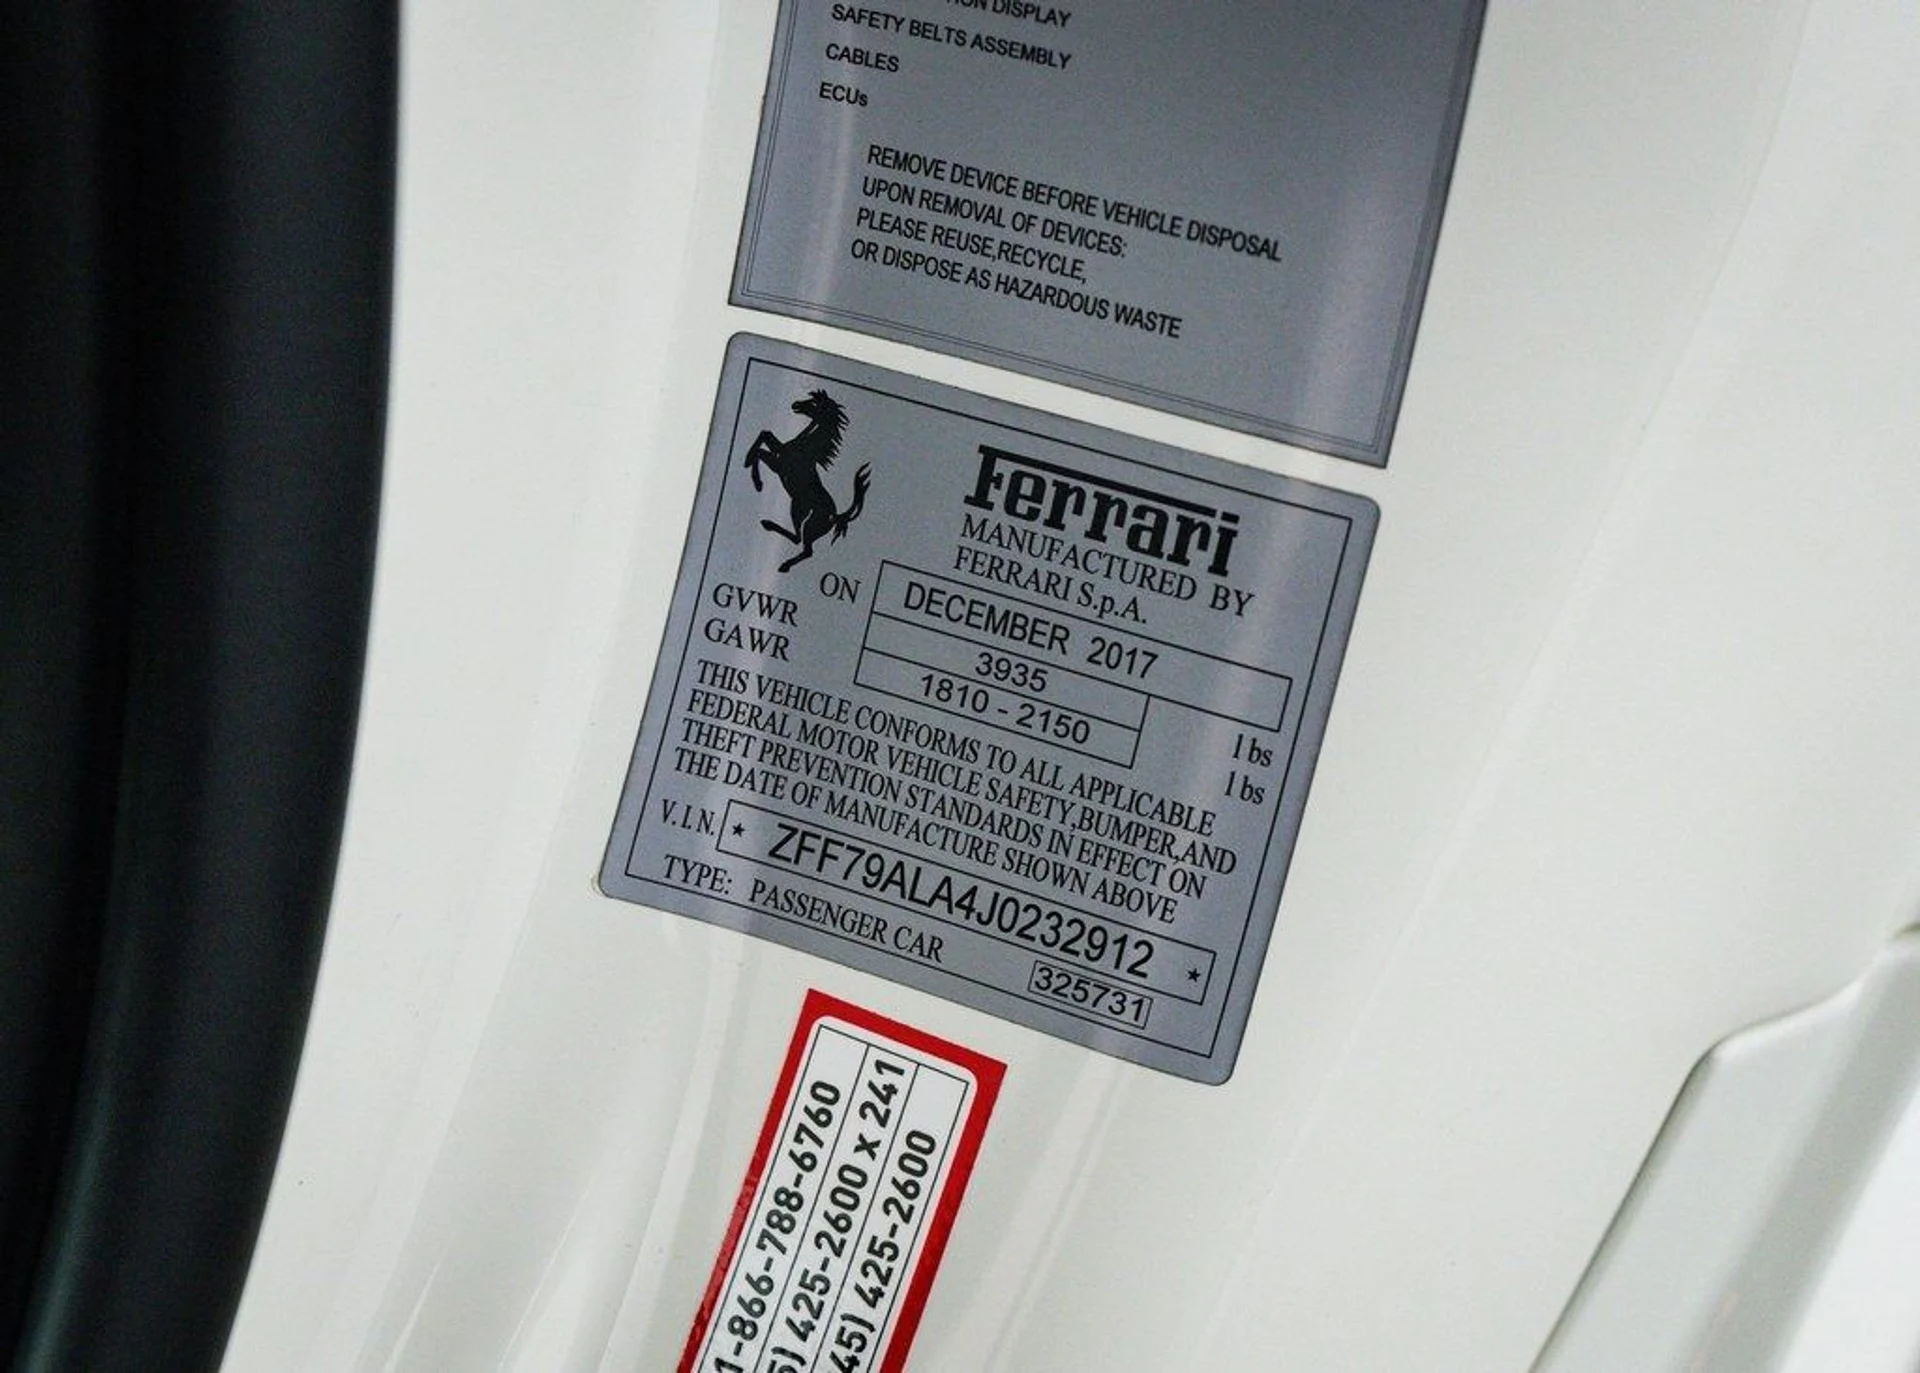 DISPLAY
SAFETY BELTS ASSEMBLY
CABLES
ECUs
REMOVE DEVICE BEFORE VEHICLE DISPOSAL
UPON REMOVAL OF DEVICES:
PLEASE REUSE,RECYCLE,
OR DISPOSE AS HAZARDOUS WASTE
Ferrari
MANUFACTURED BY
FERRARI S.p.A.
ON DECEMBER 2017
GVWR 3935 lbs
GAWR 1810 - 2150 lbs
THIS VEHICLE CONFORMS TO ALL APPLICABLE
FEDERAL MOTOR VEHICLE SAFETY,BUMPER,AND
THEFT PREVENTION STANDARDS IN EFFECT ON
THE DATE OF MANUFACTURE SHOWN ABOVE
V.I.N. * ZFF79ALA4J0232912 *
TYPE: PASSENGER CAR
325731
1-866-788-6760
5) 425-2600 x 241
45) 425-2600